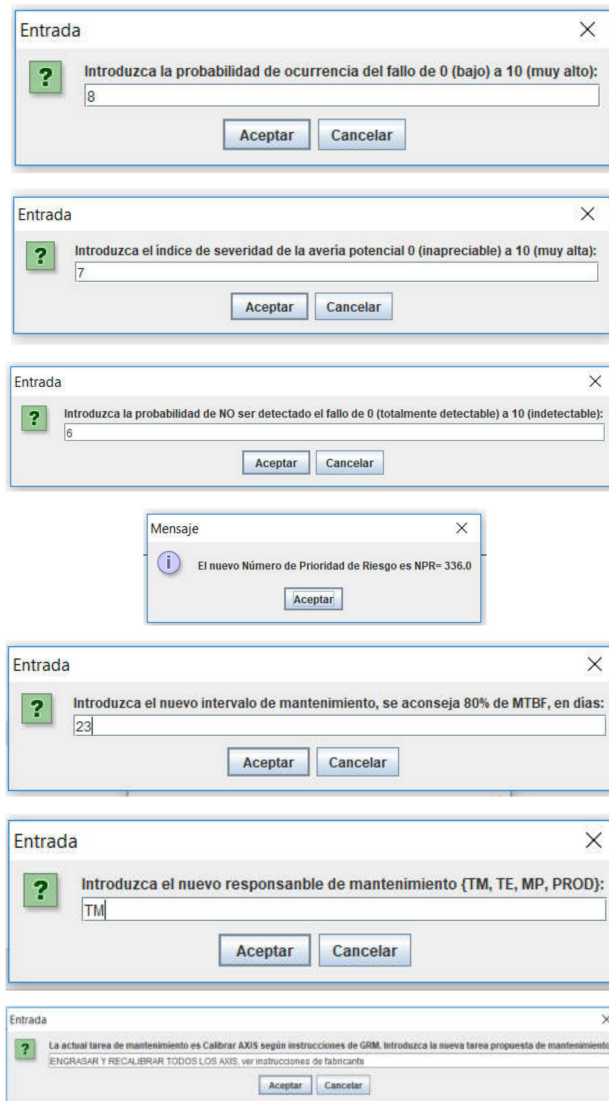 Entrada
Introduzca la probabilidad de ocurrencia del fallo de 0 (bajo) a 10 (muy alto):
8
Aceptar Cancelar
Entrada
Introduzca el índice de severidad de la avería potencial 0 (inapreciable) a 10 (muy alta):
7
Aceptar Cancelar
Entrada
Introduzca la probabilidad de NO ser detectado el fallo de 0 (totalmente detectable) a 10 (indetectable):
6
Aceptar Cancelar
Mensaje
El nuevo Número de Prioridad de Riesgo es NPR= 336.0
Aceptar
Entrada
Introduzca el nuevo intervalo de mantenimiento, se aconseja 80% de MTBF, en días:
23
Aceptar Cancelar
Entrada
Introduzca el nuevo responsanble de mantenimiento {TM, TE, MP, PROD}:
TM
Aceptar Cancelar
Entrada
La actual tarea de mantenimiento es Calibrar AXIS según instrucciones de GRM. Introduzca la nueva tarea propuesta de mantenimiento
ENGRASAR Y RECALIBRAR TODOS LOS AXIS, ver instrucciones de fabricante
Aceptar Cancelar